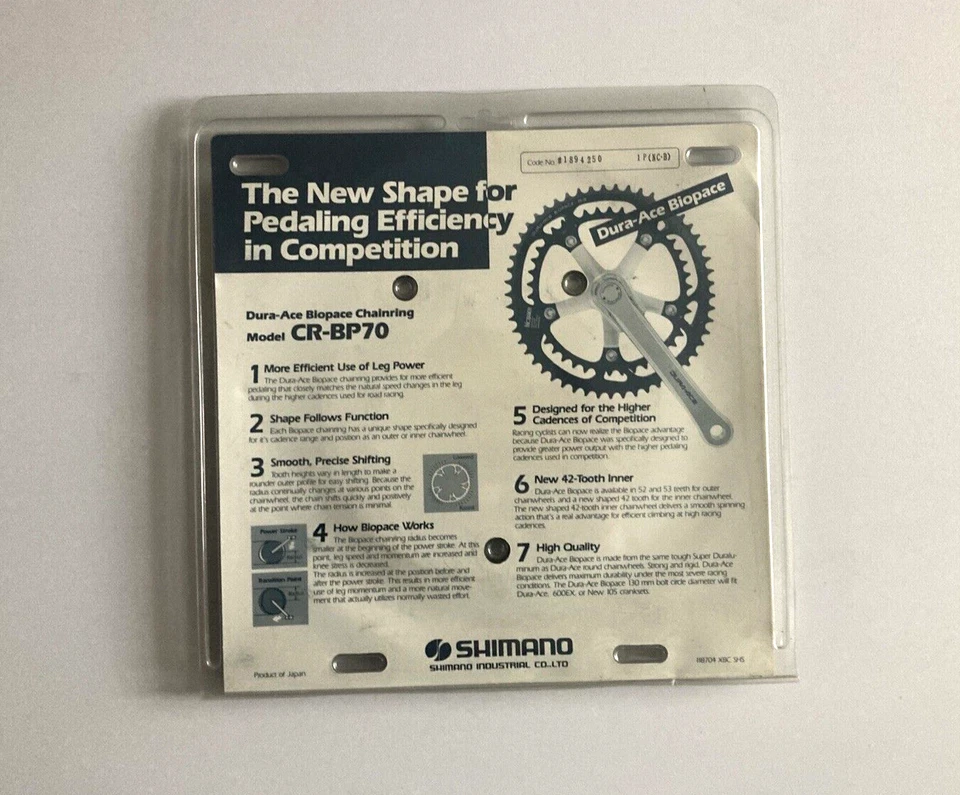 Code No. #1894250 1P(KC-B)
The New Shape for
Pedaling Efficiency
in Competition
Dura-Ace Biopace
Dura-Ace Biopace Chainring
Model CR-BP70
1 More Efficient Use of Leg Power
The Dura-Ace Biopace chainring provides for more efficient
pedaling that closely matches the natural speed changes in the leg
during the higher cadences used for road racing.
2 Shape Follows Function
Each Biopace chainring has a unique shape specifically designed
for it's cadence range and position as an outer or inner chainwheel.
3 Smooth, Precise Shifting
Tooth heights vary in length to make a
rounder outer profile for easy shifting. Because the
radius continually changes at various points on the
chainwheel, the chain shifts quickly and positively
at the point where chain tension is minimal.
Power Stroke
Transition Point
4 How Biopace Works
The Biopace chainring radius becomes
smaller at the beginning of the power stroke. At this
point, leg speed and momentum are increased and
knee stress is decreased.
The radius is increased at the position before and
after the power stroke. This results in more efficient
use of leg momentum and a more natural move-
ment that actually utilizes normally wasted effort.
DURA-ACE
5 Designed for the Higher
Cadences of Competition
Racing cyclists can now realize the Biopace advantage
because Dura-Ace Biopace was specifically designed to
provide greater power output with the higher pedaling
cadences used in competition.
6 New 42-Tooth Inner
Dura-Ace Biopace is available in 52 and 53 teeth for outer
chainwheels and a new shaped 42 tooth for the inner chainwheel.
The new shaped 42-tooth inner chainwheel delivers a smooth spinning
action that's a real advantage for efficient climbing at high racing
cadences.
7 High Quality
Dura-Ace Biopace is made from the same tough Super Duralu-
minum as Dura-Ace round chainwheels. Strong and rigid, Dura-Ace
Biopace delivers maximum durability under the most severe racing
conditions. The Dura-Ace Biopace 130 mm bolt circle diameter will fit
Dura-Ace, 600EX, or New 105 cranksets.
SHIMANO
SHIMANO INDUSTRIAL CO.,LTD
Product of Japan